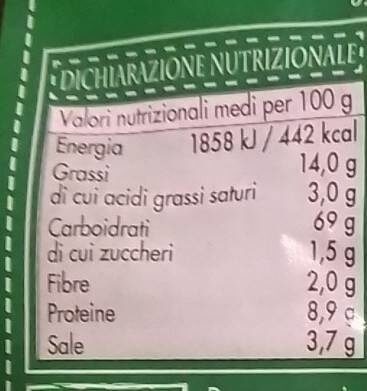 DICHIARAZIONE NUTRIZIONALE
Valori nutrizionali medi per 100 g
Energia 1858 kJ / 442 kcal
Grassi 14,0 g
di cui acidi grassi saturi 3,0 g
Carboidrati 69 g
di cui zuccheri 1,5 g
Fibre 2,0 g
Proteine 8,9 g
Sale 3,7 g